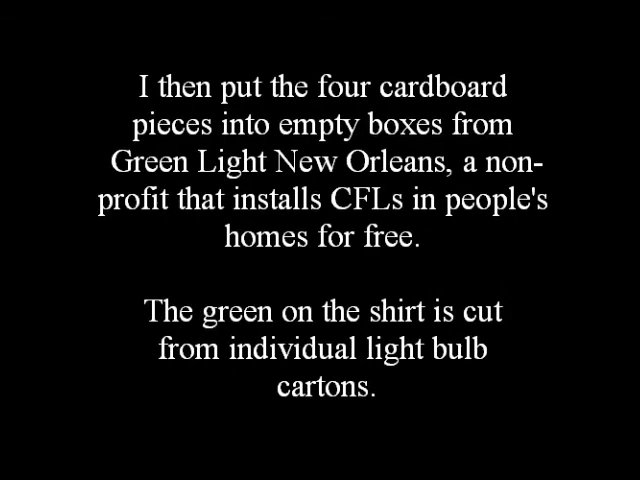 I then put the four cardboard
pieces into empty boxes from
Green Light New Orleans, a non-
profit that installs CFLs in people's
homes for free.
The green on the shirt is cut
from individual light bulb
cartons.